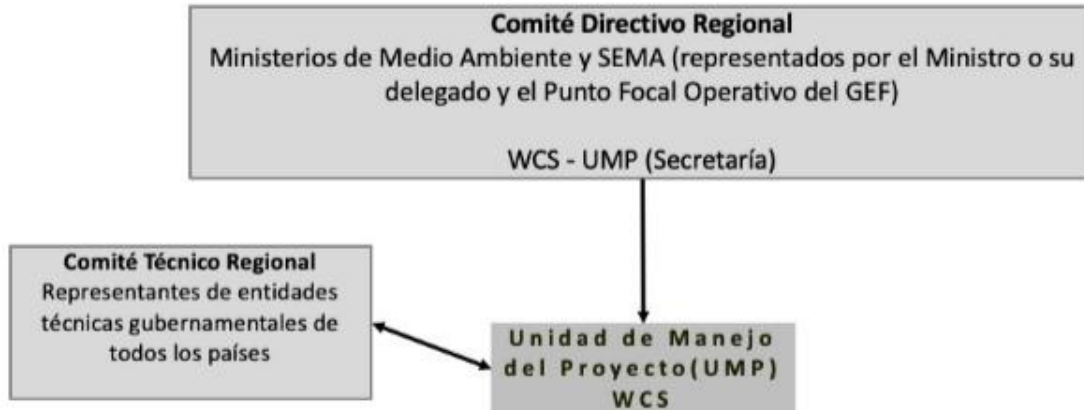 Comité Directivo Regional
Ministerios de Medio Ambiente y SEMA (representados por el Ministro o su
delegado y el Punto Focal Operativo del GEF)
WCS - UMP (Secretaría)
Comité Técnico Regional
Representantes de entidades
técnicas gubernamentales de
todos los países
Unidad de Manejo
del Proyecto(UMP)
WCS